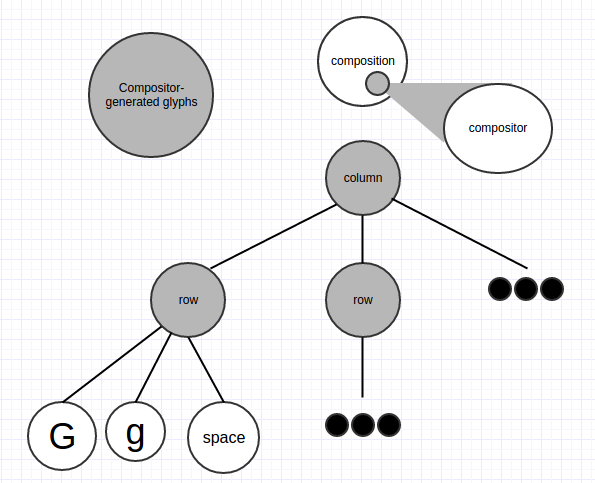 Compositor-
generated glyphs
composition
compositor
column
row
row
G
g
space